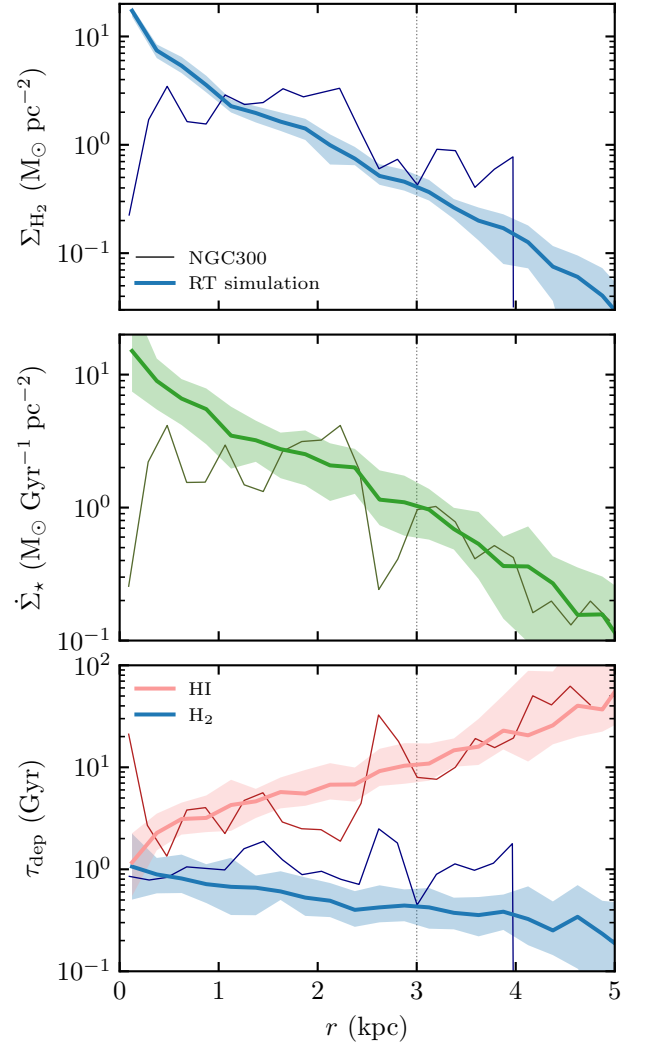 10¹
10⁰
10⁻¹
Σ_H₂ (M⊙ pc⁻²)
NGC300
RT simulation
10¹
10⁰
10⁻¹
Σ̇⋆ (M⊙ Gyr⁻¹ pc⁻²)
10²
10¹
10⁰
10⁻¹
τ_dep (Gyr)
HI
H₂
0 1 2 3 4 5
r (kpc)